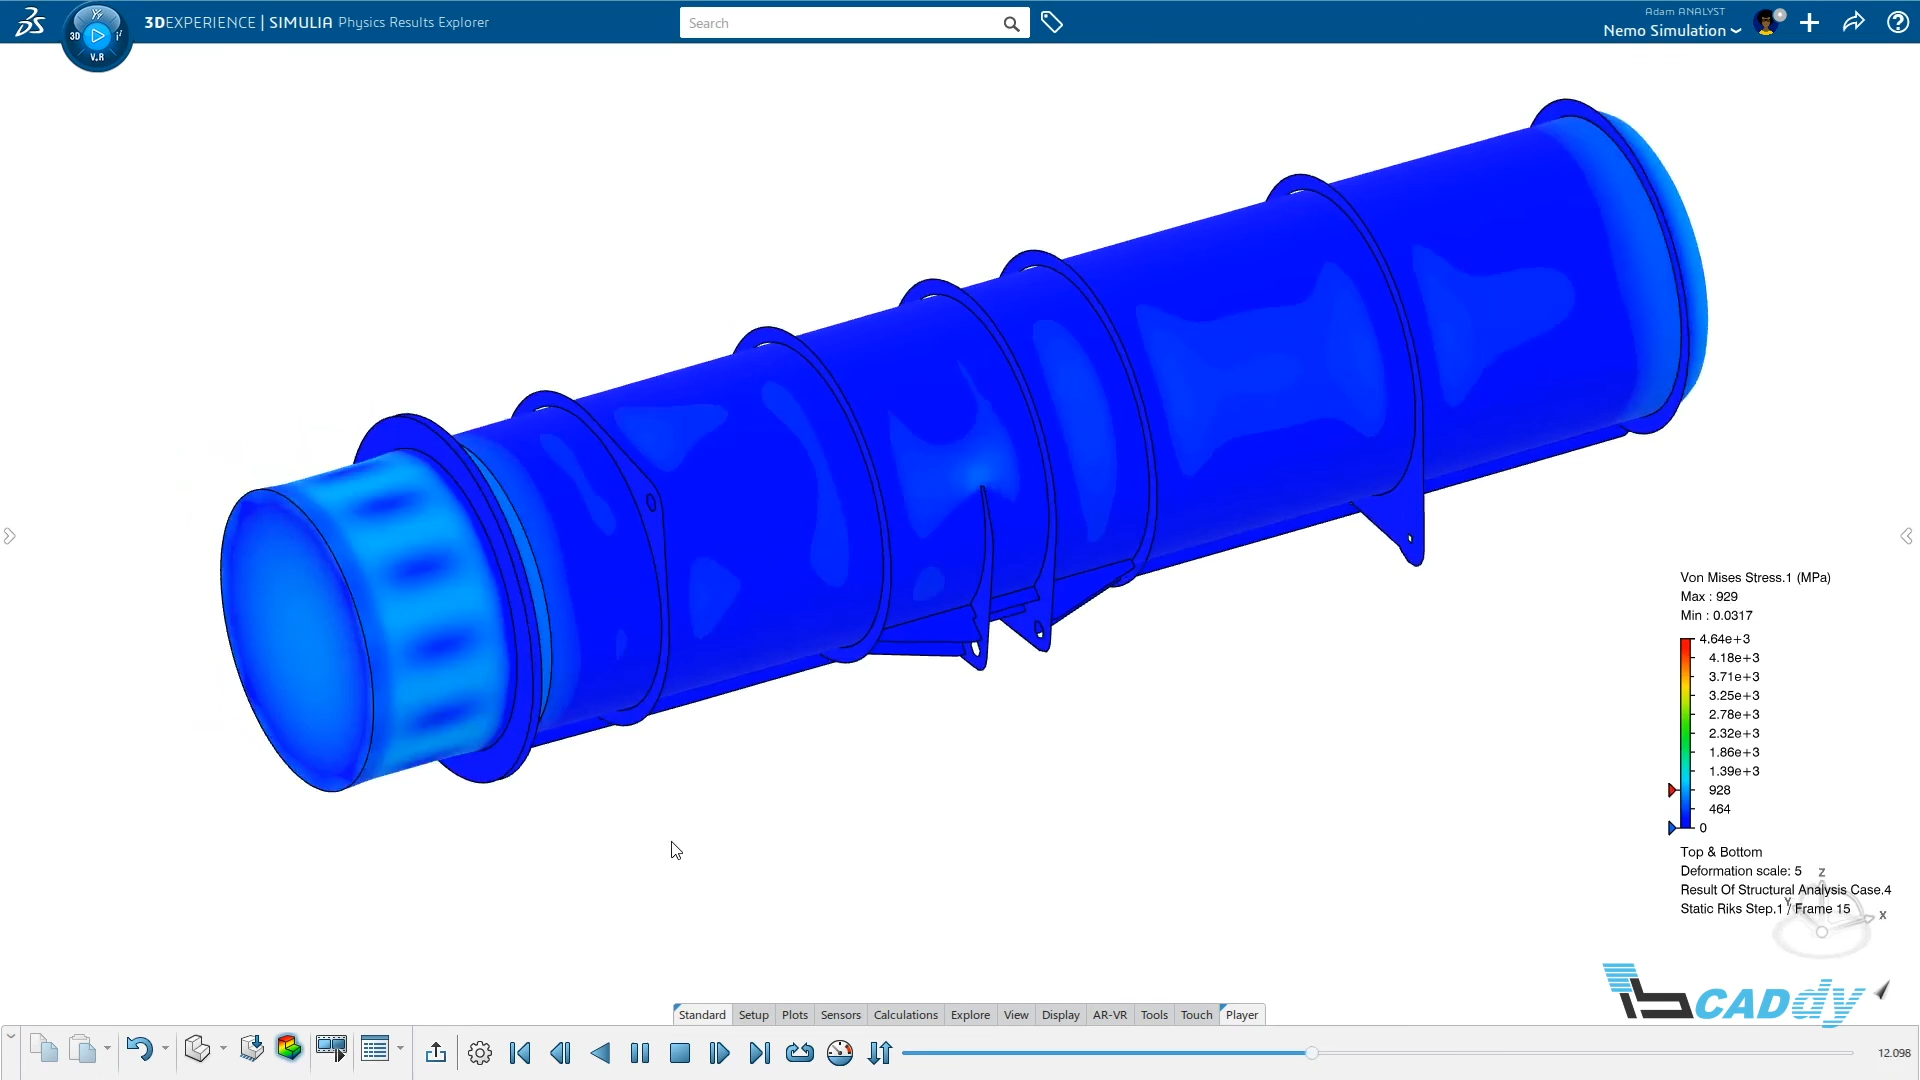 3DEXPERIENCE | SIMULIA Physics Results Explorer
3D
V.R
Search
Adam ANALYST
Nemo Simulation
Von Mises Stress.1 (MPa)
Max : 929
Min : 0.0317
4.64e+3
4.18e+3
3.71e+3
3.25e+3
2.78e+3
2.32e+3
1.86e+3
1.39e+3
928
464
0
Top & Bottom
Deformation scale: 5
Result Of Structural Analysis Case.4
Static Riks Step.1 / Frame 15
Z
Y
X
CADdy
Standard
Setup
Plots
Sensors
Calculations
Explore
View
Display
AR-VR
Tools
Touch
Player
12.098